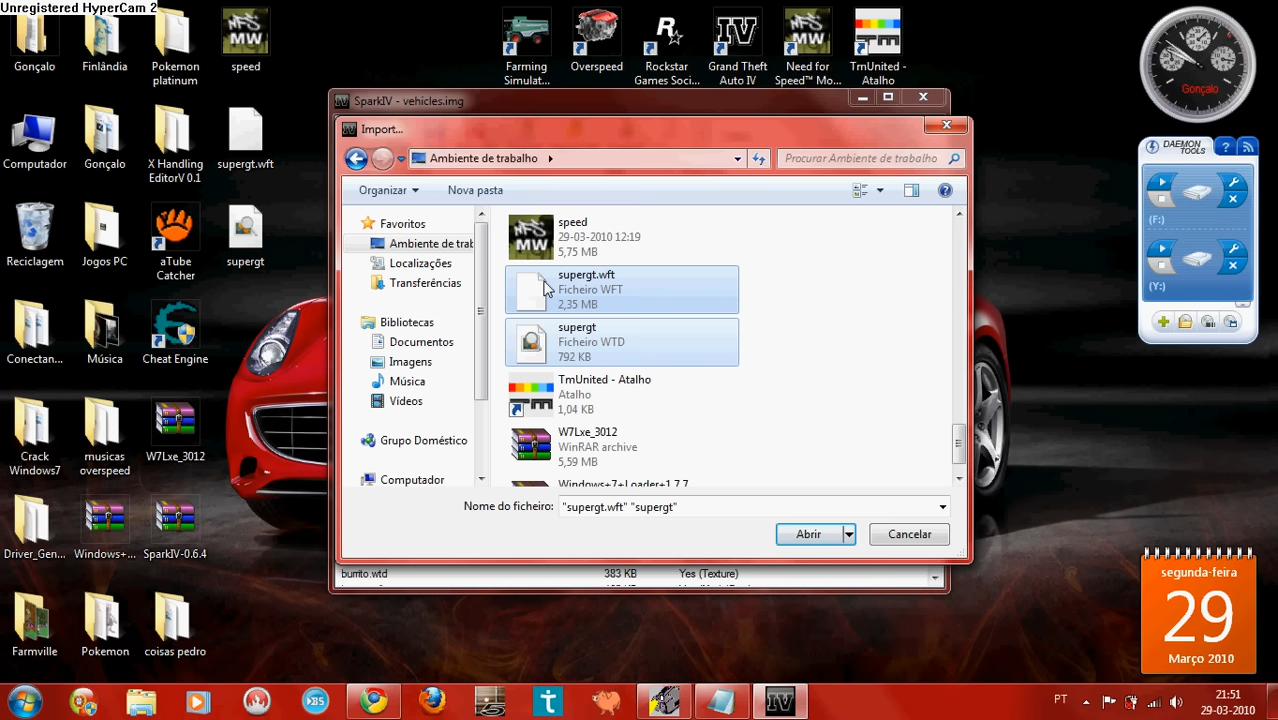 Unregistered HyperCam 2
Gonçalo
Finlândia
Pokemon
platinum
speed
Farming
Simulat...
Overspeed
Rockstar
Games Soci...
Grand Theft
Auto IV
Need for
Speed™ Mo...
TmUnited -
Atalho
Computador
Gonçalo
X Handling
EditorV 0.1
supergt.wft
Reciclagem
Jogos PC
aTube
Catcher
supergt
Conectan...
Música
Cheat Engine
Crack
Windows7
musicas
overspeed
W7Lxe_3012
Driver_Gen...
Windows+...
SparkIV-0.6.4
Farmville
Pokemon
coisas pedro
SparkIV - vehicles.img
Import...
Ambiente de trabalho
Procurar Ambiente de trabalho
Organizar
Nova pasta
Favoritos
Ambiente de trab
Localizações
Transferências
Bibliotecas
Documentos
Imagens
Música
Vídeos
Grupo Doméstico
Computador
speed
29-03-2010 12:19
5,75 MB
supergt.wft
Ficheiro WFT
2,35 MB
supergt
Ficheiro WTD
792 KB
TmUnited - Atalho
Atalho
1,04 KB
W7Lxe_3012
WinRAR archive
5,59 MB
Windows+7+Loader+1.7.7
Nome do ficheiro:
"supergt.wft" "supergt"
Abrir
Cancelar
burrito.wtd
383 KB
Yes (Texture)
Gonçalo
DAEMON
TOOLS
(F:)
(Y:)
segunda-feira
29
Março 2010
PT
21:51
29-03-2010